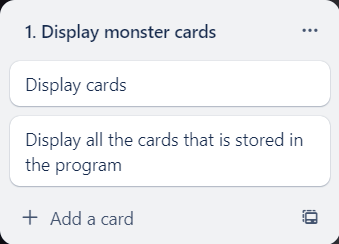 1. Display monster cards
Display cards
Display all the cards that is stored in
the program
Add a card